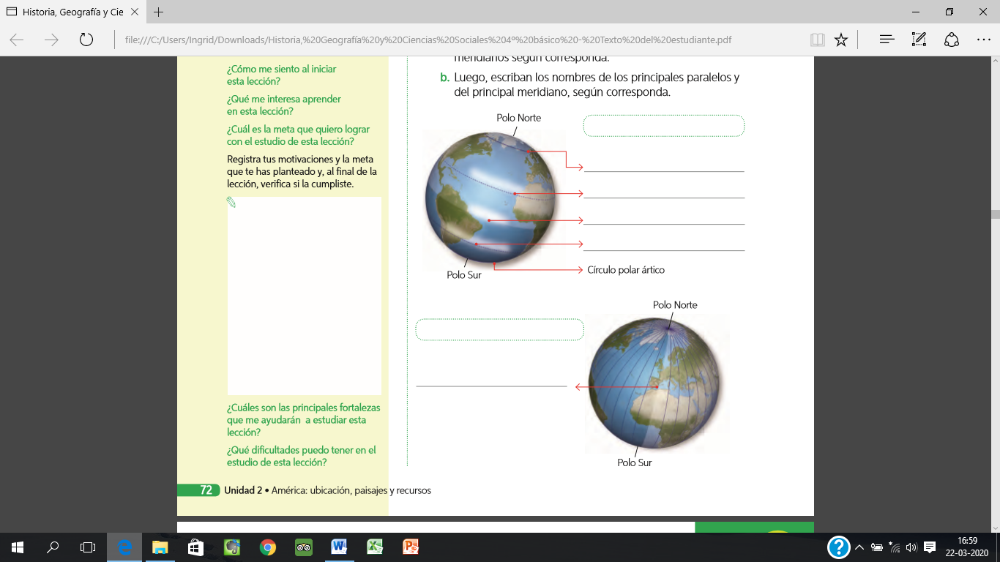 Historia, Geografía y Cie
file:///C:/Users/Ingrid/Downloads/Historia,%20Geografía%20y%20Ciencias%20Sociales%204º%20básico%20-%20Texto%20del%20estudiante.pdf
meridianos según corresponda.
¿Cómo me siento al iniciar
esta lección?
¿Qué me interesa aprender
en esta lección?
¿Cuál es la meta que quiero lograr
con el estudio de esta lección?
Registra tus motivaciones y la meta
que te has planteado y, al final de la
lección, verifica si la cumpliste.
¿Cuáles son las principales fortalezas
que me ayudarán a estudiar esta
lección?
¿Qué dificultades puedo tener en el
estudio de esta lección?
b. Luego, escriban los nombres de los principales paralelos y
del principal meridiano, según corresponda.
Polo Norte
Polo Sur
Círculo polar ártico
Polo Norte
Polo Sur
72 Unidad 2 • América: ubicación, paisajes y recursos
16:59
22-03-2020